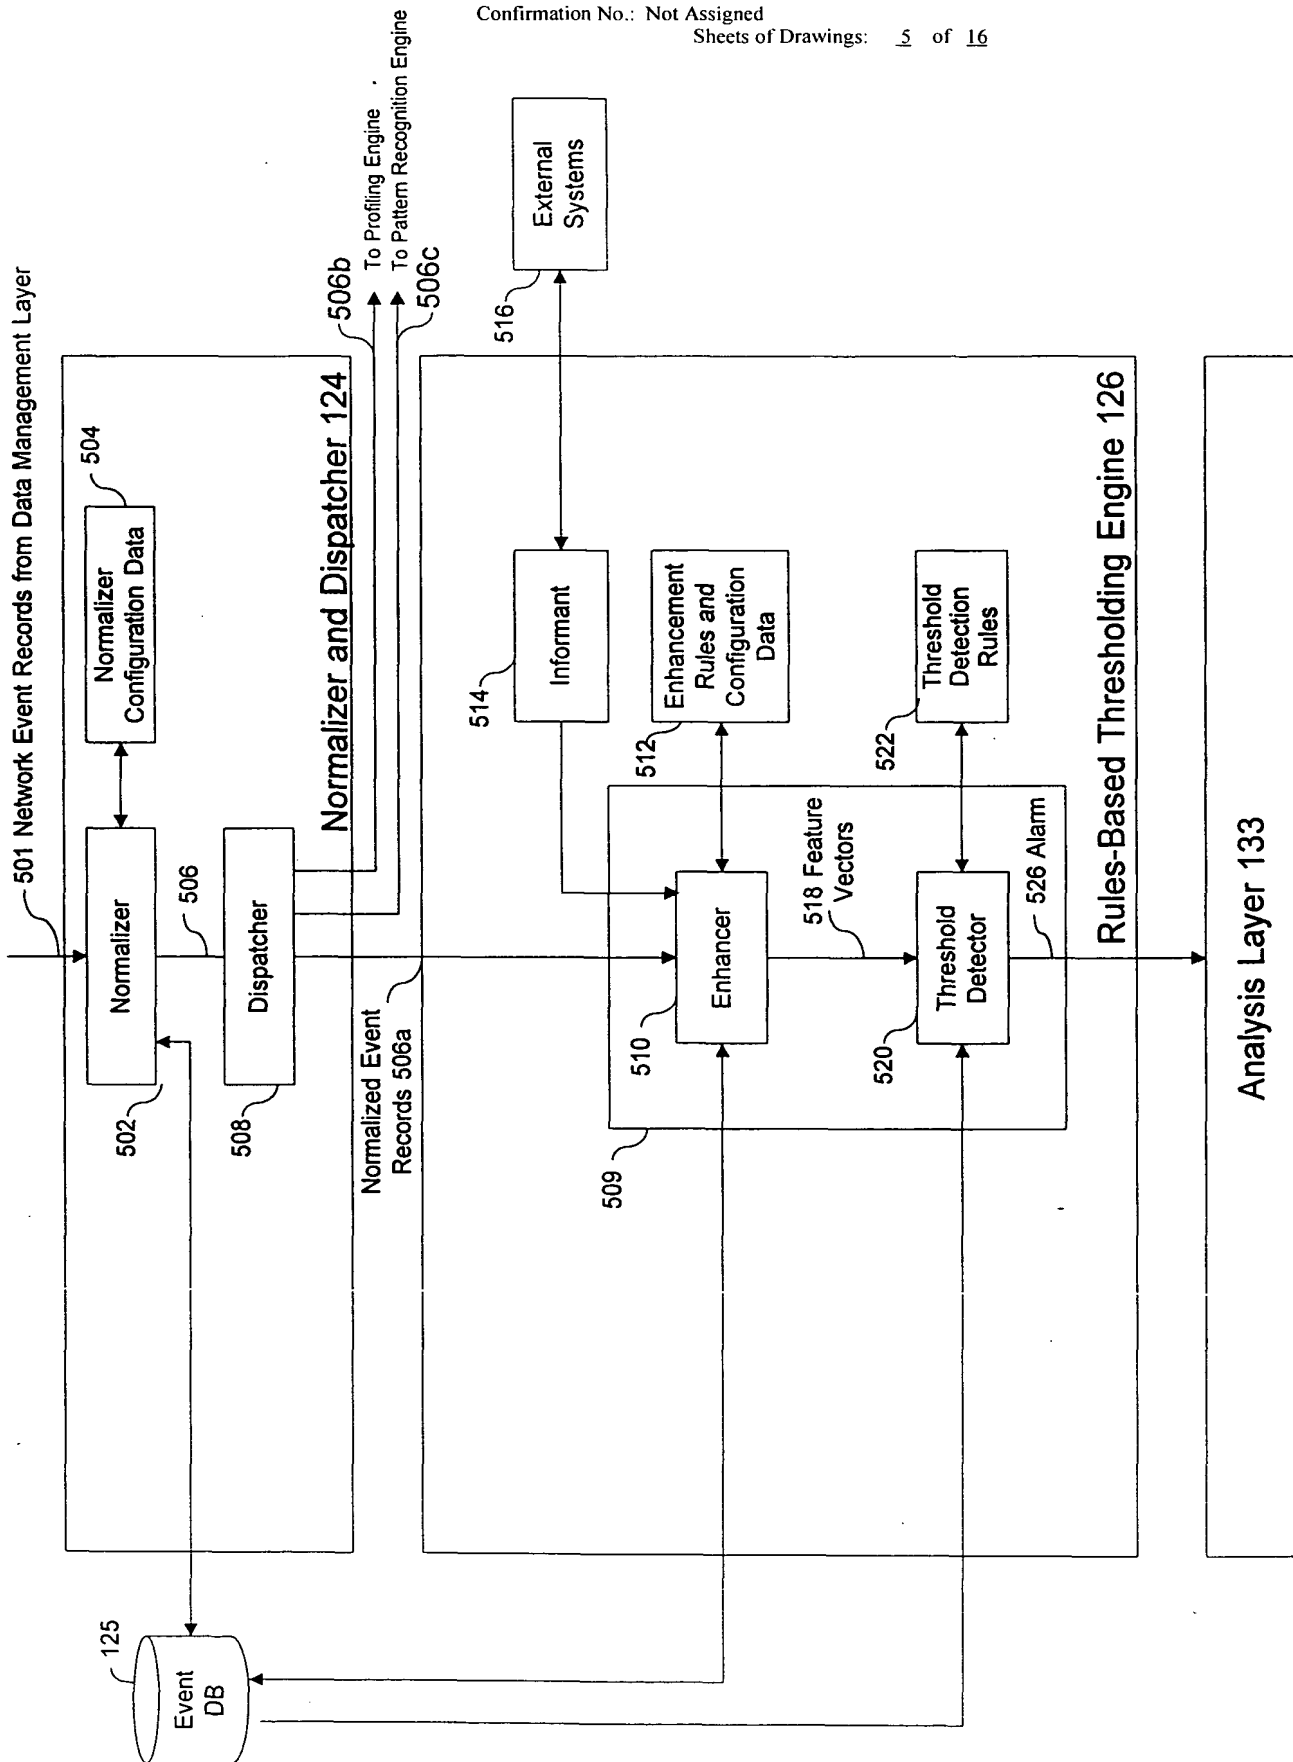 Confirmation No.: Not Assigned
Sheets of Drawings: 5 of 16
501 Network Event Records from Data Management Layer
Normalizer
502
Normalizer
Configuration Data
504
506
Dispatcher
508
Normalizer and Dispatcher 124
506b
To Profiling Engine
To Pattern Recognition Engine
506c
125
Event
DB
Normalized Event
Records 506a
External
Systems
516
Informant
514
Enhancement
Rules and
Configuration
Data
512
Enhancer
510
509
518 Feature
Vectors
Threshold
Detector
520
Threshold
Detection
Rules
522
526 Alarm
Rules-Based Thresholding Engine 126
Analysis Layer 133